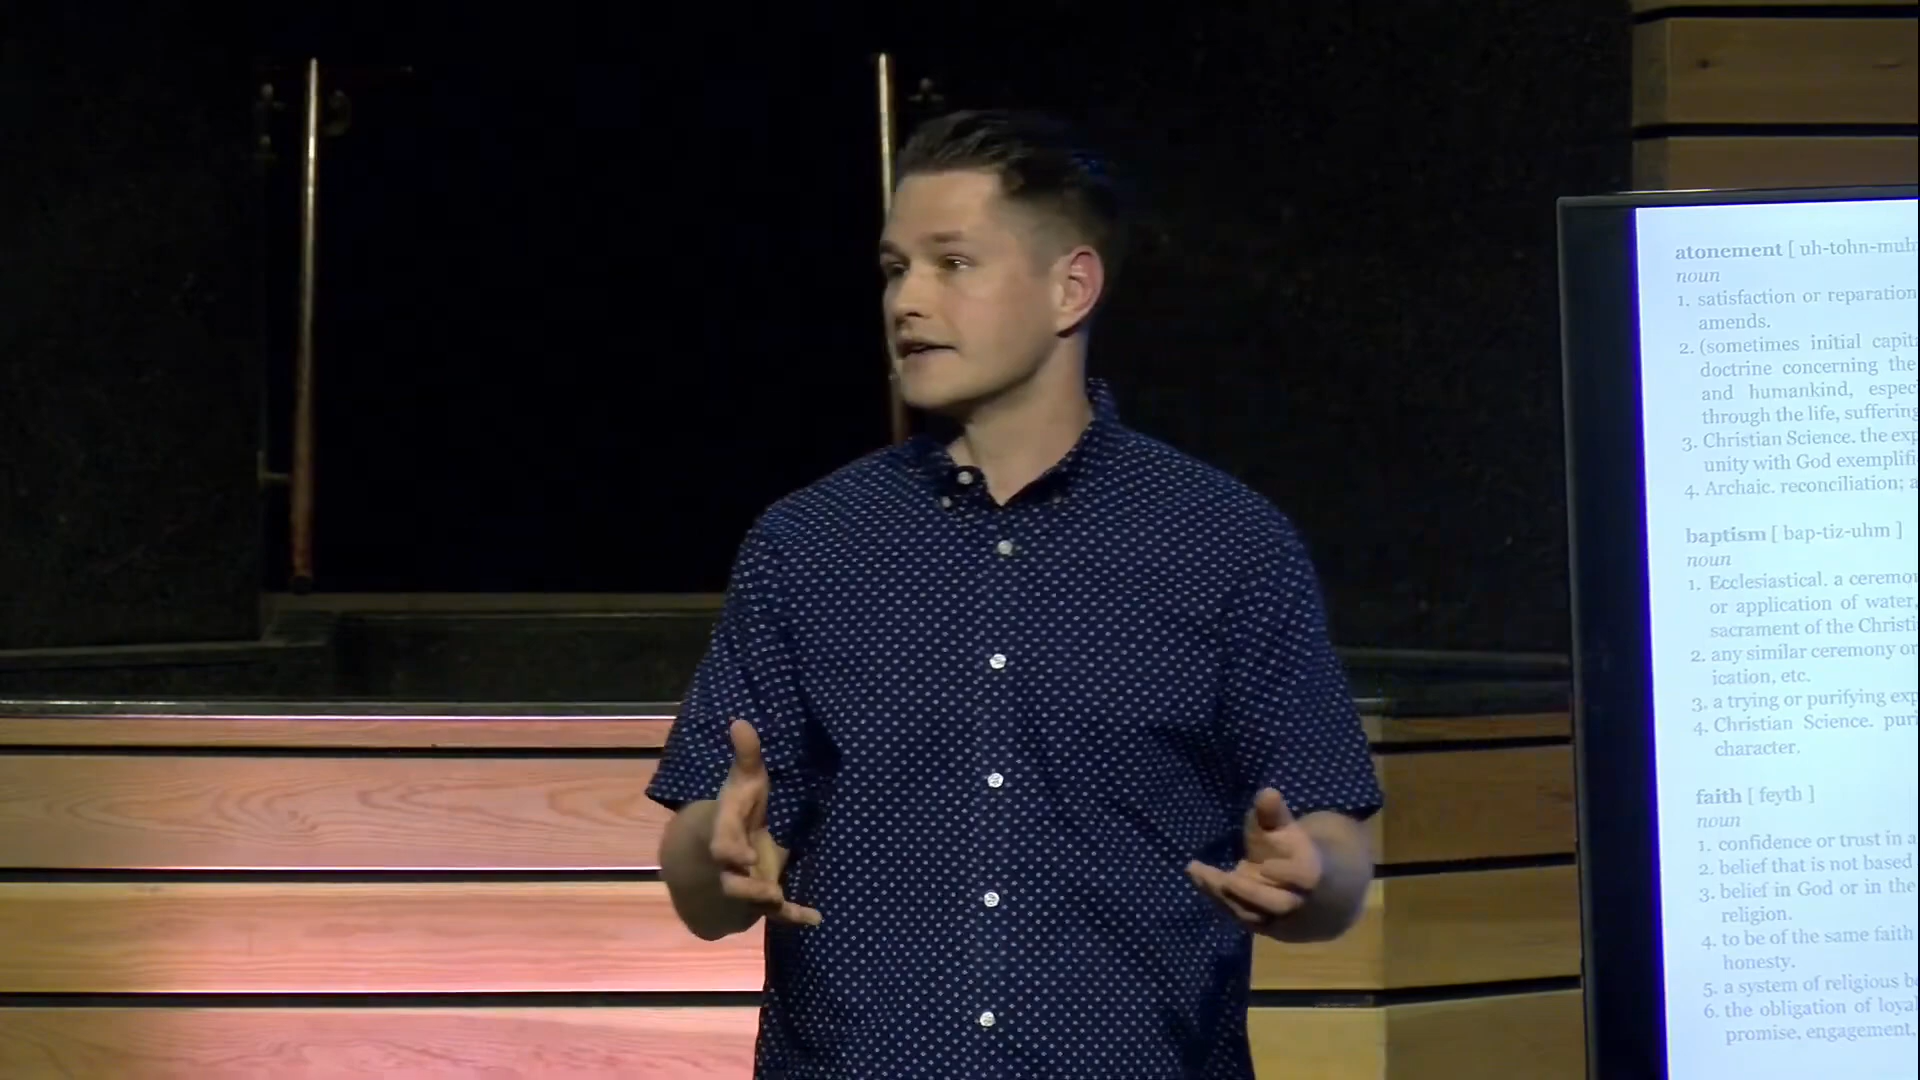 atonement [ uh-tohn-muh
noun
1. satisfaction or reparation
amends.
2. (sometimes initial capit
doctrine concerning the
and humankind, espec
through the life, suffering
3. Christian Science. the exp
unity with God exemplifi
4. Archaic. reconciliation; a
baptism [ bap-tiz-uhm ]
noun
1. Ecclesiastical. a ceremo
or application of water,
sacrament of the Christi
2. any similar ceremony or
ication, etc.
3. a trying or purifying exp
4. Christian Science. puri
character.
faith [ feyth ]
noun
1. confidence or trust in a
2. belief that is not based
3. belief in God or in the
religion.
4. to be of the same faith
honesty.
5. a system of religious be
6. the obligation of loyal
promise, engagement,